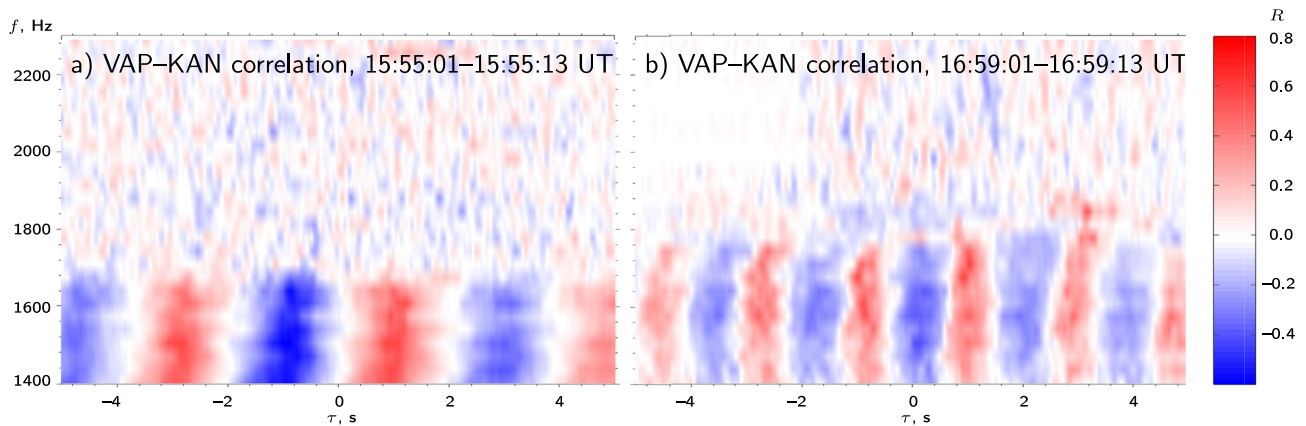 f, Hz
R
a) VAP–KAN correlation, 15:55:01–15:55:13 UT
b) VAP–KAN correlation, 16:59:01–16:59:13 UT
2200
2000
1800
1600
1400
0.8
0.6
0.4
0.2
0.0
−0.2
−0.4
−4 −2 0 2 4
−4 −2 0 2 4
τ, s
τ, s